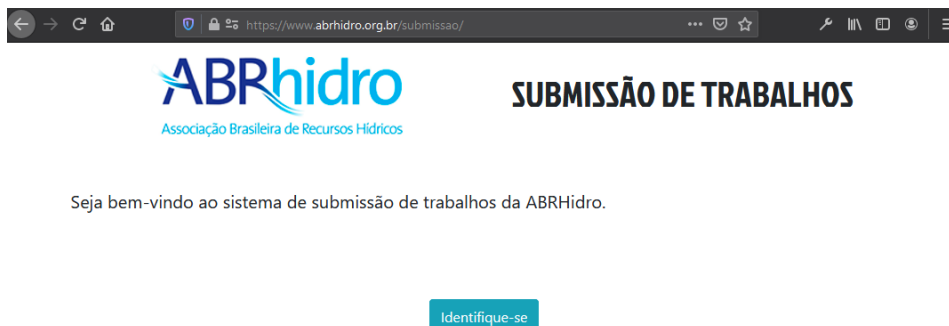 https://www.abrhidro.org.br/submissao/
ABRhidro
Associação Brasileira de Recursos Hídricos
SUBMISSÃO DE TRABALHOS
Seja bem-vindo ao sistema de submissão de trabalhos da ABRHidro.
Identifique-se